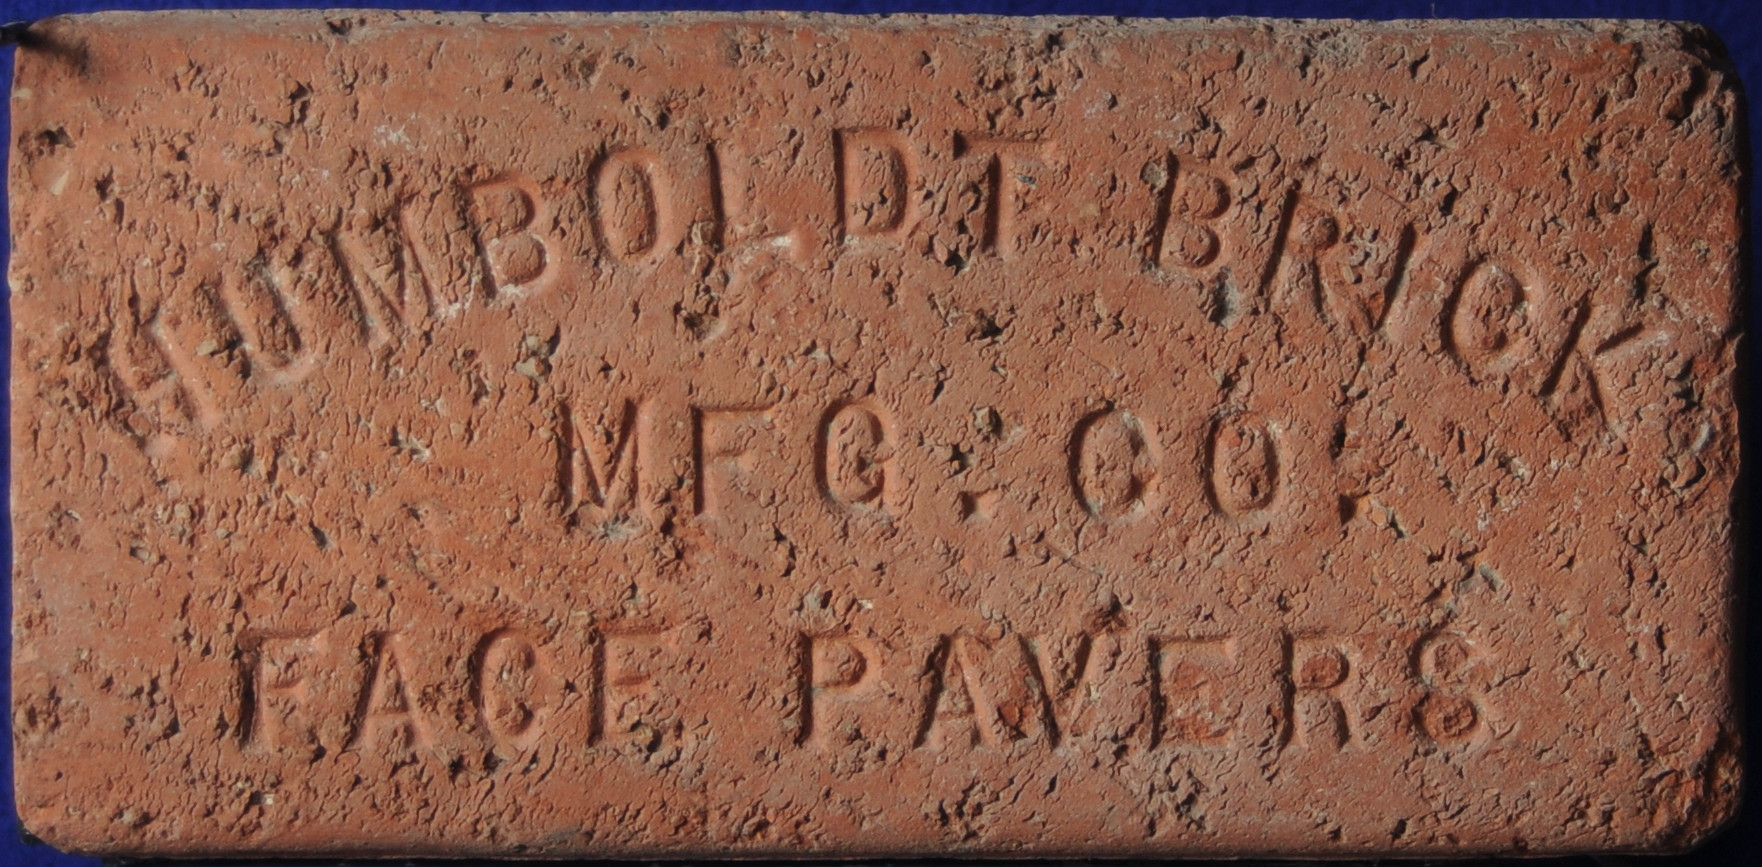 HUMBOLDT BRICK
MFG. CO.
FACE PAVERS